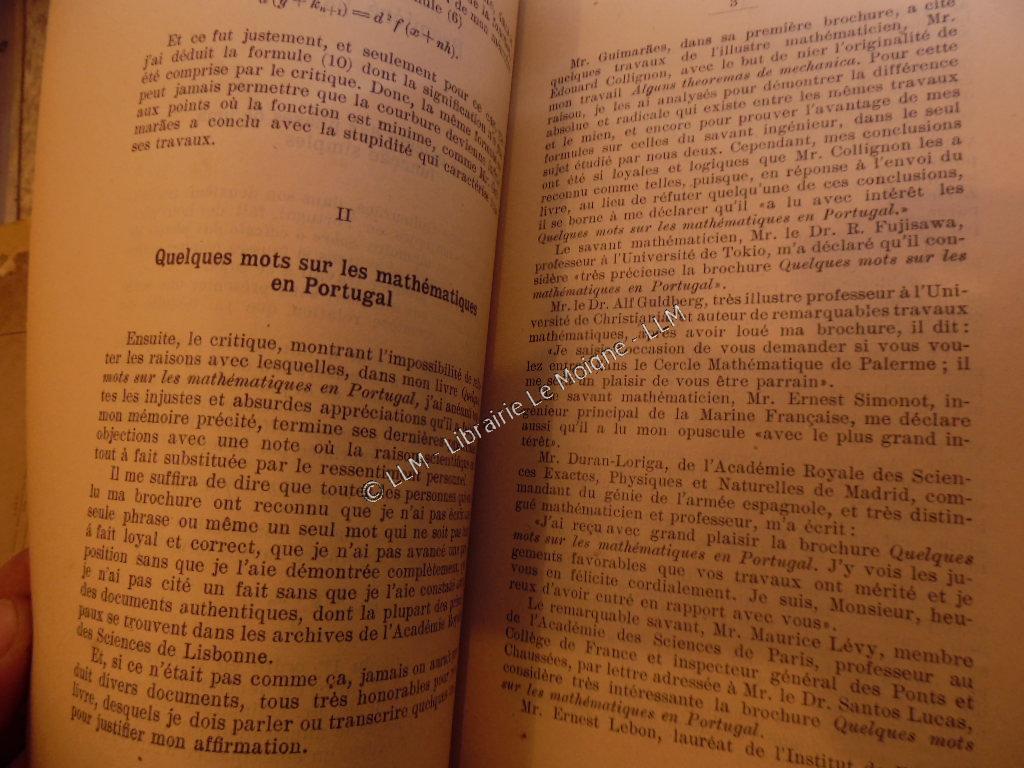 (y + kn+1) = d² f (x + nh).
Et ce fut justement, et seulement pour ce
j'ai déduit la formule (10) dont la signification n'a
été comprise par le critique. Donc, la même formule
peut jamais permettre que la courbure devienne
aux points où la fonction est minime, comme Mr.
marães a conclu avec la stupidité qui caractérise
ses travaux.
II
Quelques mots sur les mathématiques
en Portugal
Ensuite, le critique, montrant l'impossibilité de
ter les raisons avec lesquelles, dans mon livre
mots sur les mathématiques en Portugal, j'ai
tes les injustes et absurdes appréciations qu'il
mon mémoire précité, termine ses dernières
objections avec une note où la raison scientifique
tout à fait substituée par le ressentiment personnel.
Il me suffira de dire que toutes les personnes
lu ma brochure ont reconnu que je n'ai pas écrit
seule phrase ou même un seul mot qui ne soit pas
à fait loyal et correct, que je n'ai pas avancé une
position sans que je l'aie démontrée complètement,
je n'ai pas cité un fait sans que je l'aie constaté
des documents authentiques, dont la plupart des
paux se trouvent dans les archives de l'Académie
des Sciences de Lisbonne.
Et, si ce n'était pas comme ça, jamais on aurait
duit divers documents, tous très honorables pour
livre, desquels je dois parler ou transcrire quelques
pour justifier mon affirmation.
3
Mr. Guimarães, dans sa première brochure, a cité
quelques travaux de l'illustre mathématicien, Mr.
Édouard Collignon, avec le but de nier l'originalité de
mon travail Alguns theoremas de mechanica. Pour cette
raison, je les ai analysés pour démontrer la différence
absolue et radicale qui existe entre les mêmes travaux
et le mien, et encore pour prouver l'avantage de mes
formules sur celles du savant ingénieur, dans le seul
sujet étudié par nous deux. Cependant, mes conclusions
ont été si loyales et logiques que Mr. Collignon les a
reconnu comme telles, puisque, en réponse à l'envoi du
livre, au lieu de réfuter quelqu'une de ces conclusions,
il se borne à me déclarer qu'il «a lu avec intérêt les
Quelques mots sur les mathématiques en Portugal.»
Le savant mathématicien, Mr. le Dr. R. Fujisawa,
professeur à l'Université de Tokio, m'a déclaré qu'il con-
sidère «très précieuse la brochure Quelques mots sur les
mathématiques en Portugal».
Mr. le Dr. Alf Guldberg, très illustre professeur à l'Uni-
versité de Christiania et auteur de remarquables travaux
mathématiques, après avoir loué ma brochure, il dit:
«Je saisis l'occasion de vous demander si vous vou-
lez entrer dans le Cercle Mathématique de Palerme; il
me sera un plaisir de vous être parrain».
Le savant mathématicien, Mr. Ernest Simonot, in-
génieur principal de la Marine Française, me déclare
aussi qu'il a lu mon opuscule «avec le plus grand in-
térêt».
Mr. Duran-Loriga, de l'Académie Royale des Scien-
ces Exactes, Physiques et Naturelles de Madrid, com-
mandant du génie de l'armée espagnole, et très distin-
gué mathématicien et professeur, m'a écrit:
«J'ai reçu avec grand plaisir la brochure Quelques
mots sur les mathématiques en Portugal. J'y vois les ju-
gements favorables que vos travaux ont mérité et je
vous en félicite cordialement. Je suis, Monsieur, heu-
reux d'avoir entré en rapport avec vous».
Le remarquable savant, Mr. Maurice Lévy, membre
de l'Académie des Sciences de Paris, professeur au
Collège de France et inspecteur général des Ponts et
Chaussées, par lettre adressée à Mr. le Dr. Santos Lucas,
considère très intéressante la brochure Quelques mots
sur les mathématiques en Portugal.
Mr. Ernest Lebon, lauréat de l'Institut
© LLM - Librairie Le Moigne - LLM